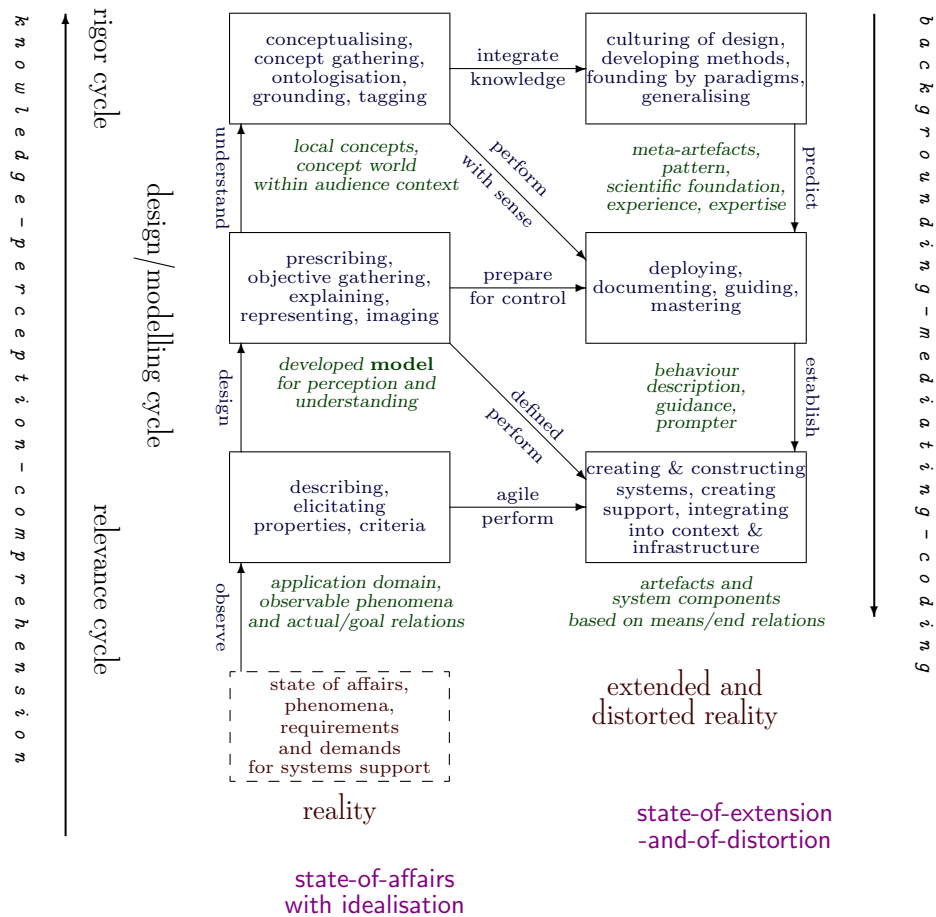 knowledge-perception-comprehension
rigor cycle
design/modelling cycle
relevance cycle
conceptualising,
concept gathering,
ontologisation,
grounding, tagging
integrate
knowledge
culturing of design,
developing methods,
founding by paradigms,
generalising
understand
local concepts,
concept world
within audience context
perform
with sense
meta-artefacts,
pattern,
scientific foundation,
experience, expertise
predict
prescribing,
objective gathering,
explaining,
representing, imaging
prepare
for control
deploying,
documenting, guiding,
mastering
design
developed model
for perception and
understanding
defined
perform
behaviour
description,
guidance,
prompter
establish
describing,
elicitating
properties, criteria
agile
perform
creating & constructing
systems, creating
support, integrating
into context &
infrastructure
observe
application domain,
observable phenomena
and actual/goal relations
artefacts and
system components
based on means/end relations
state of affairs,
phenomena,
requirements
and demands
for systems support
reality
extended and
distorted reality
state-of-extension
-and-of-distortion
state-of-affairs
with idealisation
backgrounding-mediating-coding